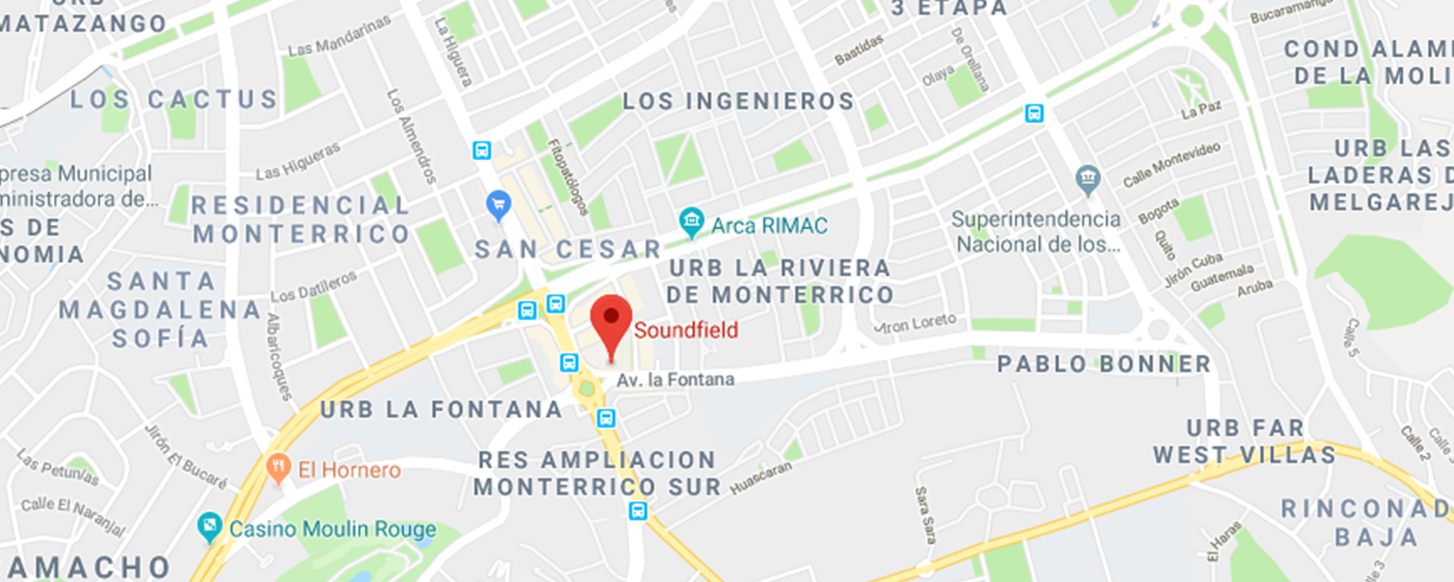 URB
MATAZANGO
LOS CACTUS
Las Mandarinas
La Higuera
Los Almendros
Las Higueras
presa Municipal
ministradora de...
S DE
NOMIA
RESIDENCIAL
MONTERRICO
SANTA
MAGDALENA
SOFÍA
Los Datileros
Albaricoques
3 ETAPA
Bastidas
De Orellana
Olaya
LOS INGENIEROS
Fitopatólogos
SAN CESAR
Arca RIMAC
URB LA RIVIERA
DE MONTERRICO
Soundfield
Av. la Fontana
Aron Loreto
Bucaramanga
COND ALAM
DE LA MOLI
La Paz
Calle Montevideo
URB LAS
LADERAS D
MELGAREJ
Superintendencia
Nacional de los...
Bogota
Quito
Jirón Cuba
Guatemala
Aruba
Calle 5
PABLO BONNER
URB LA FONTANA
RES AMPLIACION
MONTERRICO SUR
Huascaran
URB FAR
WEST VILLAS
Calle 2
Calle
Jirón El Bucaré
Las Petunias
Calle El Naranjal
El Hornero
Casino Moulin Rouge
AMACHO
Sara Sara
El Haras
RINCONAD
BAJA